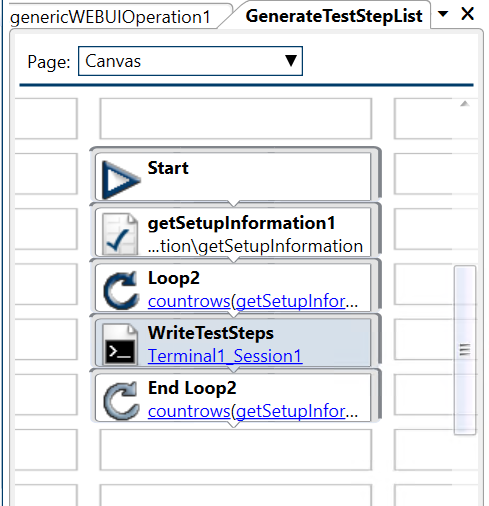 genericWEBUIOperation1 GenerateTestStepList
Page: Canvas
Start
getSetupInformation1
...tion\getSetupInformation
Loop2
countrows(getSetupInfor...
WriteTestSteps
Terminal1_Session1
End Loop2
countrows(getSetupInfor...